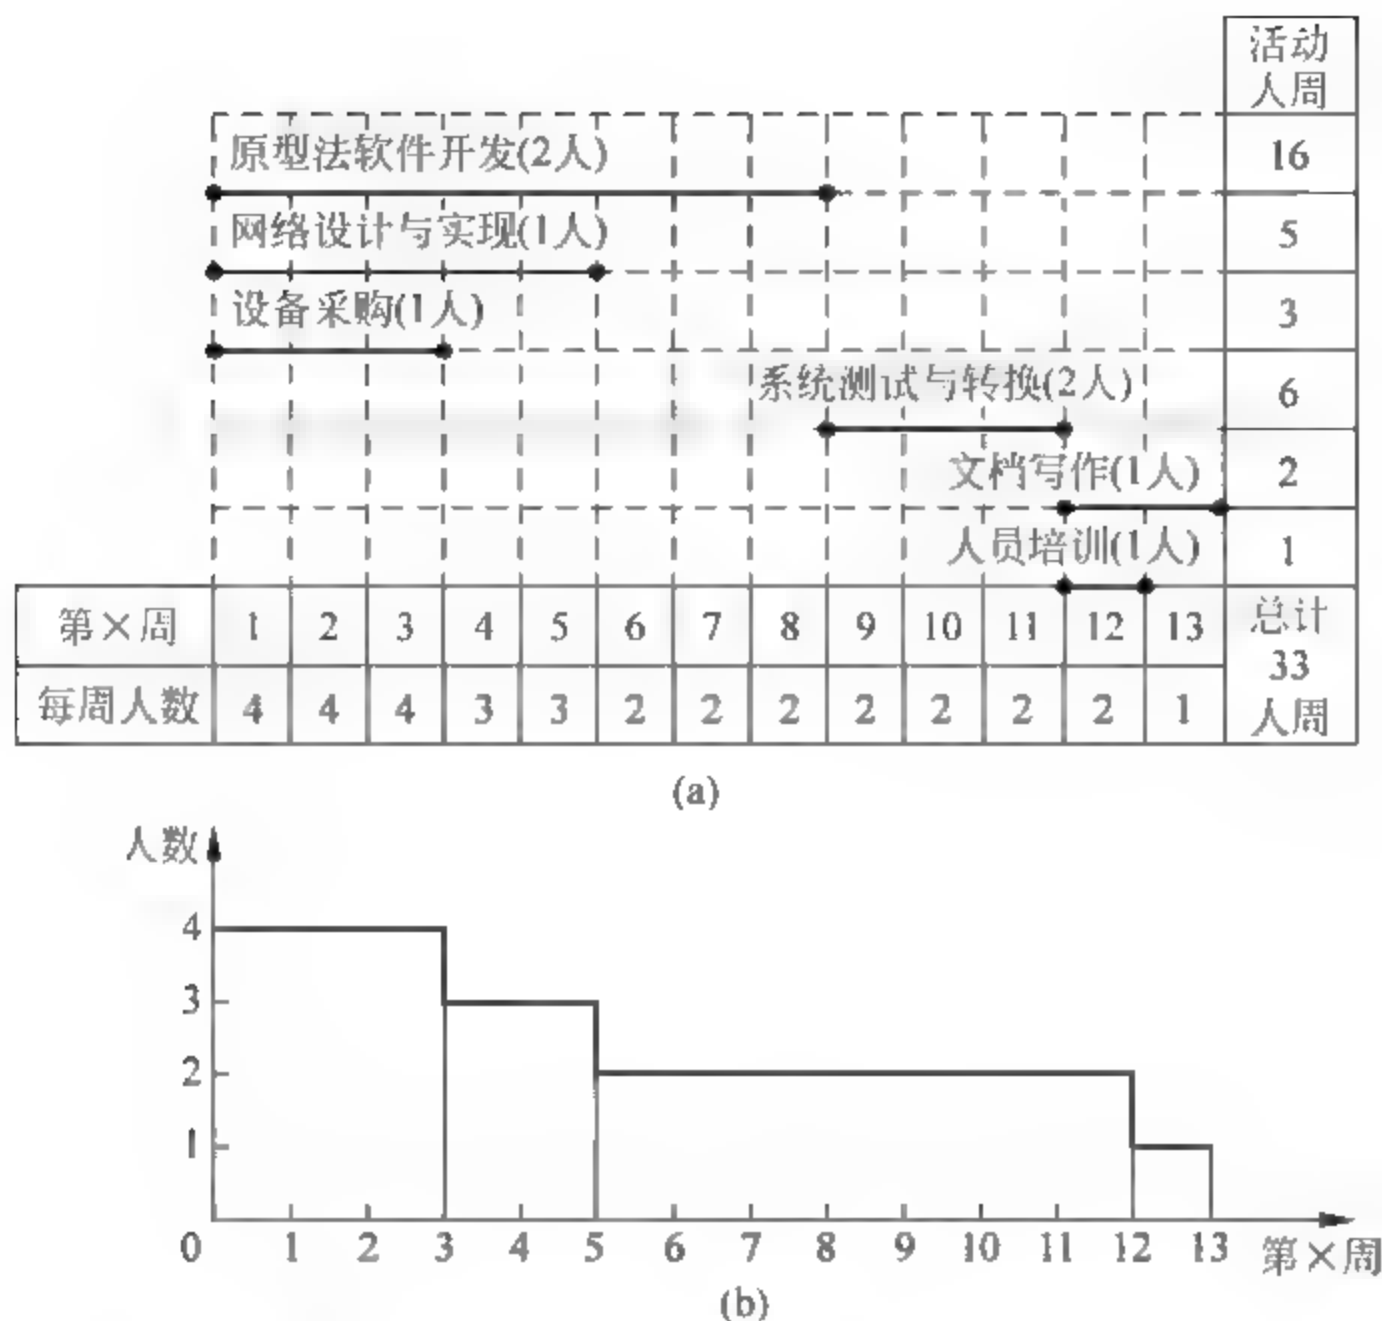 活动
人周
原型法软件开发(2人)
16
网络设计与实现(1人)
5
设备采购(1人)
3
系统测试与转换(2人)
6
文档写作(1人)
2
人员培训(1人)
1
第×周 1 2 3 4 5 6 7 8 9 10 11 12 13
每周人数 4 4 4 3 3 2 2 2 2 2 2 2 1
总计
33
人周
(a)
人数
4
3
2
1
0 1 2 3 4 5 6 7 8 9 10 11 12 13 第×周
(b)